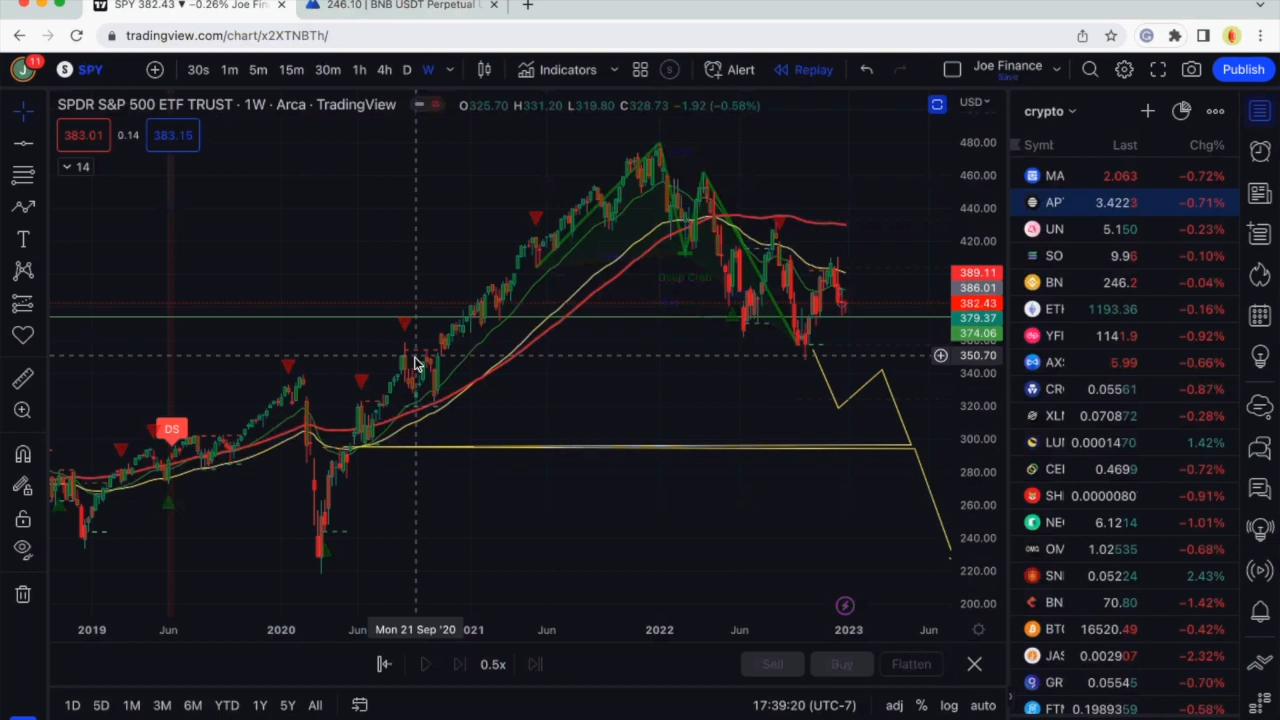 SPY 382.43 ▼ −0.26% Joe Fin
246.10 | BNB USDT Perpetual
tradingview.com/chart/x2XTNBTh/
11
J
S SPY
30s 1m 5m 15m 30m 1h 4h D W
Indicators
S
Alert
Replay
Joe Finance
Save
Publish
SPDR S&P 500 ETF TRUST · 1W · Arca · TradingView
O325.70 H331.20 L319.80 C328.73 −1.92 (−0.58%)
USD
383.01 0.14 383.15
14
480.00
460.00
440.00
420.00
389.11
386.01
382.43
379.37
374.06
350.70
340.00
320.00
300.00
280.00
260.00
240.00
220.00
200.00
DS
Deep Crab
2019 Jun 2020 Jun Mon 21 Sep '20 021 Jun 2022 Jun 2023 Jun
0.5x
Sell Buy Flatten
1D 5D 1M 3M 6M YTD 1Y 5Y All
17:39:20 (UTC-7) adj % log auto
crypto
Symb Last Chg%
MA 2.063 −0.72%
AP 3.4223 −0.71%
UN 5.150 −0.23%
SO 9.96 −0.10%
BN 246.2 −0.04%
ETH 1193.36 −0.16%
YFI 1141.9 −0.92%
AXS 5.99 −0.66%
CR 0.05561 −0.87%
XLM 0.070872 −0.28%
LUN 0.0001470 1.42%
CEL 0.4699 −0.72%
SH 0.0000080 −0.91%
NE 6.1214 −1.01%
OM 1.02535 −0.68%
SN 0.05224 2.43%
BN 70.80 −1.42%
BTC 16520.49 −0.42%
JAS 0.002907 −2.32%
GR 0.05545 −0.70%
FTM 0.1989359 −0.58%